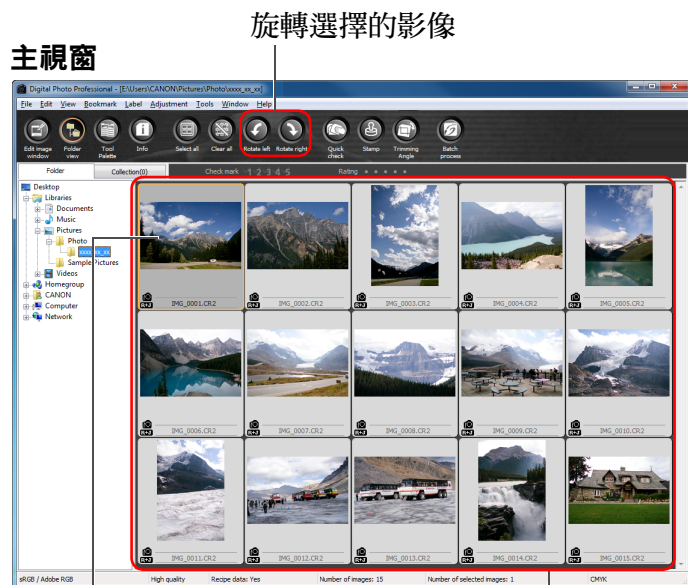 旋轉選擇的影像
主視窗
Digital Photo Professional - [E:\Users\CANON\Pictures\Photo\xxxx_xx_xx]
File Edit View Bookmark Label Adjustment Tools Window Help
Edit image window
Folder view
Tool Palette
Info
Select all
Clear all
Rotate left
Rotate right
Quick check
Stamp
Trimming Angle
Batch process
Folder
Collection(0)
Check mark 1 2 3 4 5
Rating
Desktop
Libraries
Documents
Music
Pictures
Photo
xxxx_xx_xx
Sample Pictures
Videos
Homegroup
CANON
Computer
Network
R+J IMG_0001.CR2
R+J IMG_0002.CR2
R+J IMG_0003.CR2
R+J IMG_0004.CR2
R+J IMG_0005.CR2
R+J IMG_0006.CR2
R+J IMG_0007.CR2
R+J IMG_0008.CR2
R+J IMG_0009.CR2
R+J IMG_0010.CR2
R+J IMG_0011.CR2
R+J IMG_0012.CR2
R+J IMG_0013.CR2
R+J IMG_0014.CR2
R+J IMG_0015.CR2
sRGB / Adobe RGB High quality Recipe data: Yes Number of images: 15 Number of selected images: 1 CMYK